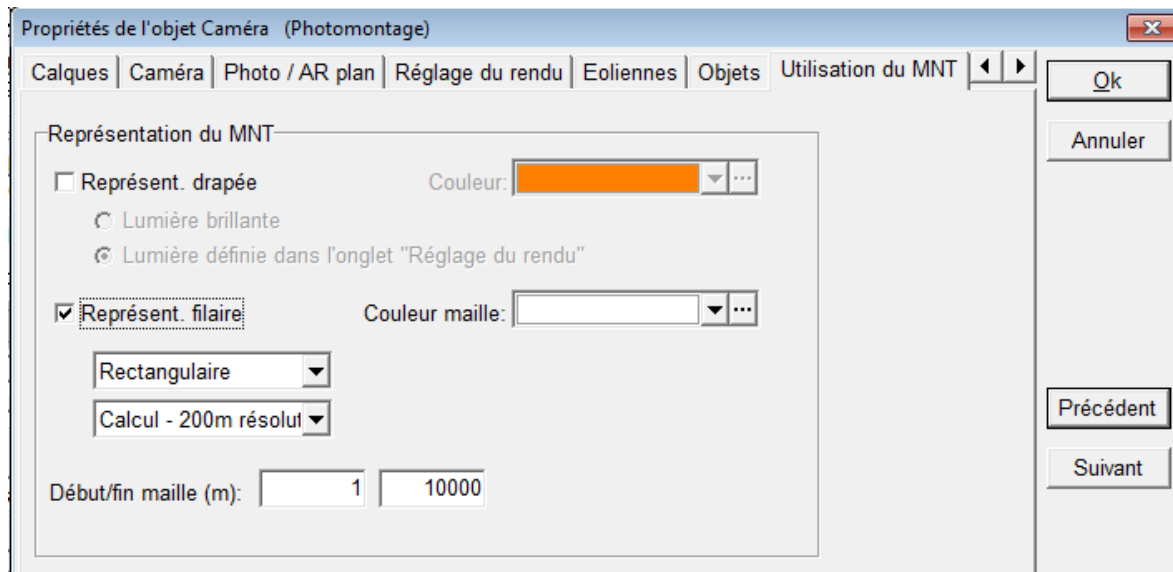 Propriétés de l'objet Caméra (Photomontage)
Calques Caméra Photo / AR plan Réglage du rendu Eoliennes Objets Utilisation du MNT
Ok
Annuler
Représentation du MNT
Représent. drapée Couleur: ...
Lumière brillante
Lumière définie dans l'onglet "Réglage du rendu"
Représent. filaire Couleur maille: ...
Rectangulaire
Calcul - 200m résolut
Précédent
Suivant
Début/fin maille (m): 1 10000